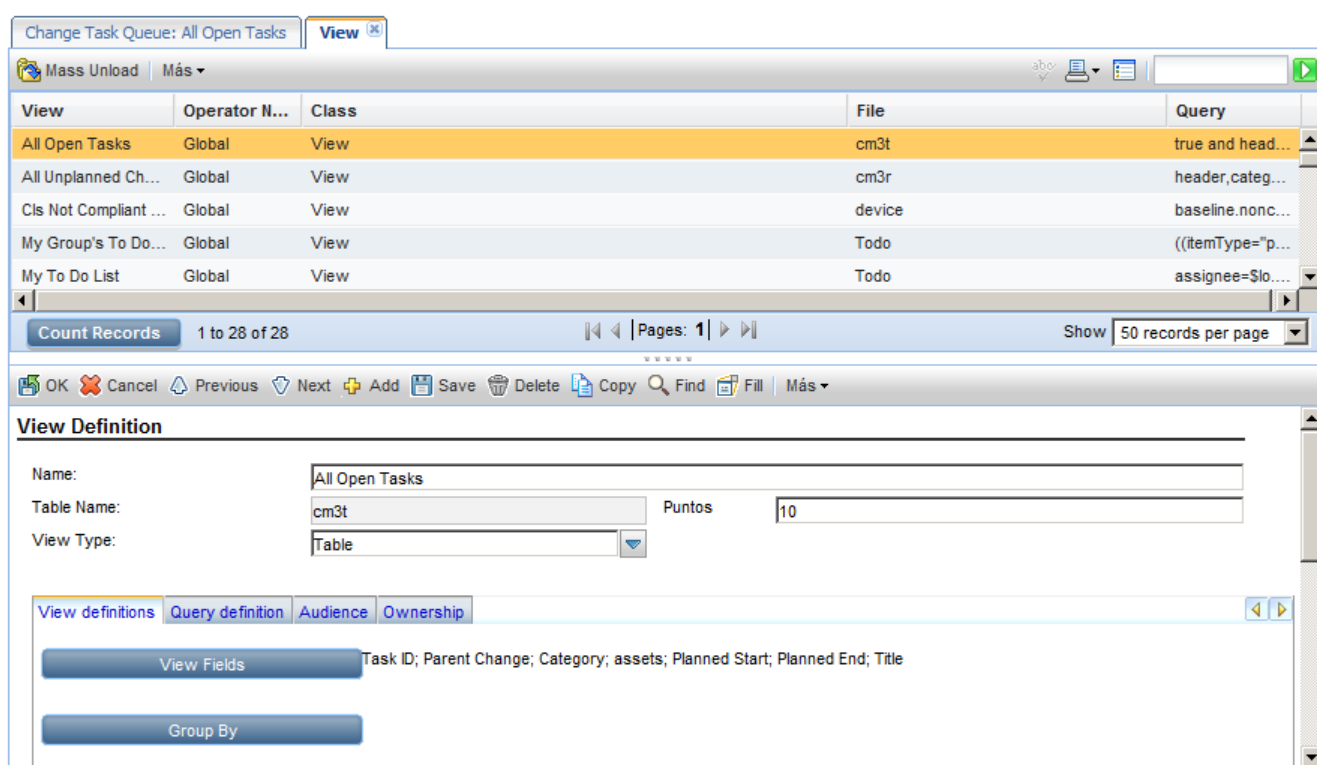 Change Task Queue: All Open Tasks View
Mass Unload Más
abc
View Operator N... Class File Query
All Open Tasks Global View cm3t true and head...
All Unplanned Ch... Global View cm3r header,categ...
CIs Not Compliant ... Global View device baseline.nonc...
My Group's To Do... Global View Todo ((itemType="p...
My To Do List Global View Todo assignee=$lo....
Count Records 1 to 28 of 28 Pages: 1 Show 50 records per page
OK Cancel Previous Next Add Save Delete Copy Find Fill Más
View Definition
Name: All Open Tasks
Table Name: cm3t Puntos 10
View Type: Table
View definitions Query definition Audience Ownership
View Fields Task ID; Parent Change; Category; assets; Planned Start; Planned End; Title
Group By